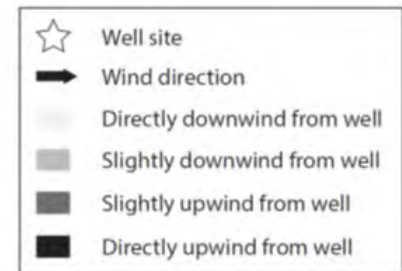 Well site
Wind direction
Directly downwind from well
Slightly downwind from well
Slightly upwind from well
Directly upwind from well